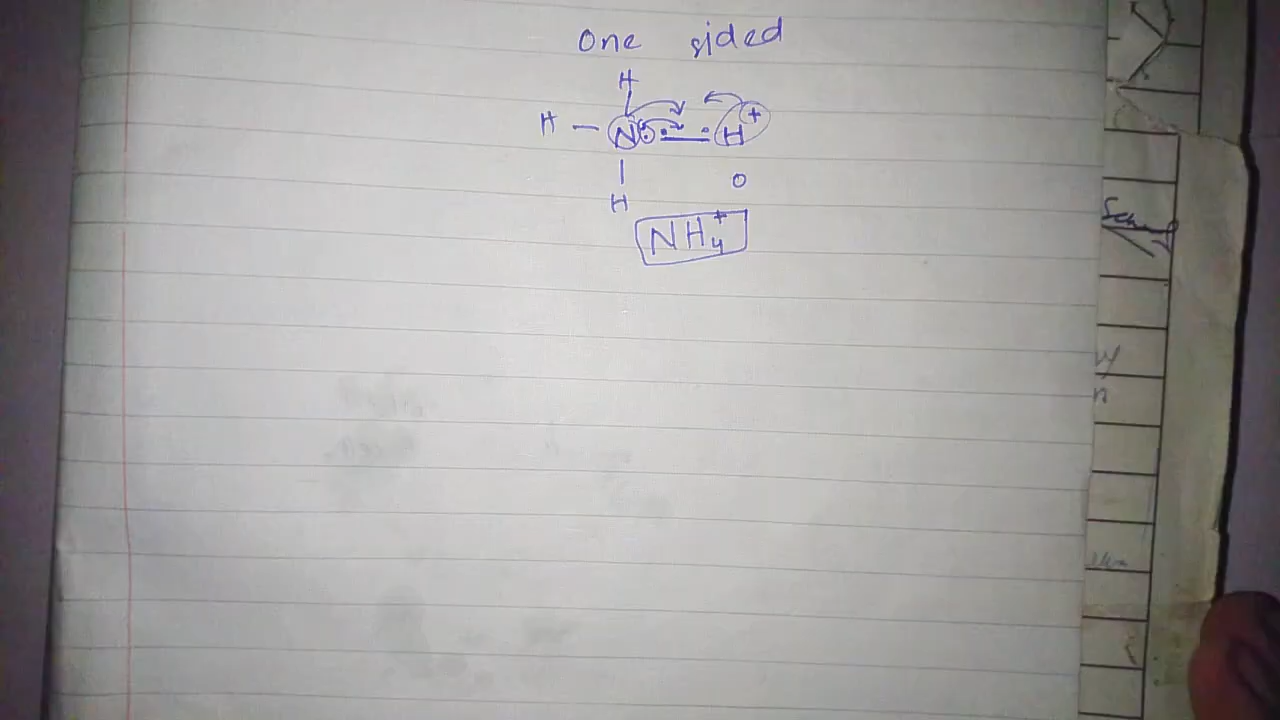 One sided
H
H – N : — · H +
H o
NH₄⁺